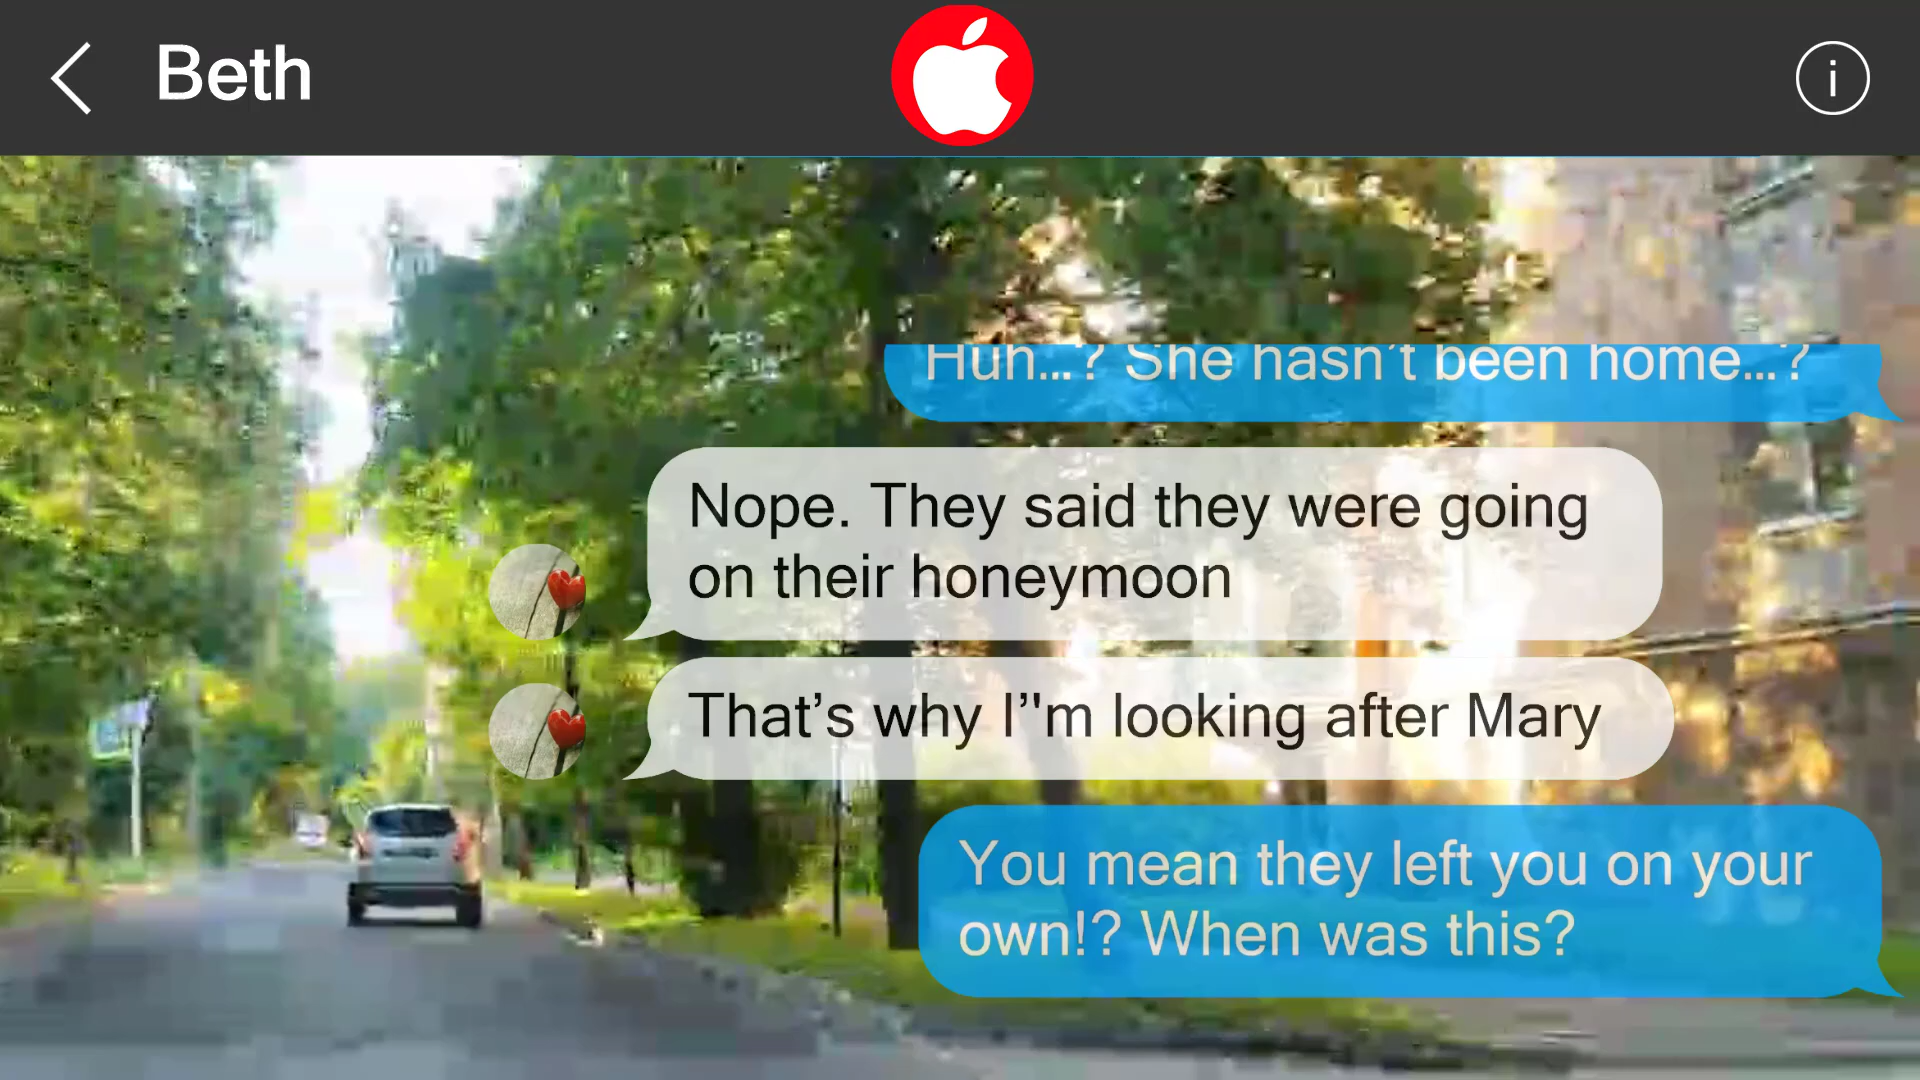 Beth
i
Huh...? She hasn't been home...?
Nope. They said they were going
on their honeymoon
That’s why I’'m looking after Mary
You mean they left you on your
own!? When was this?